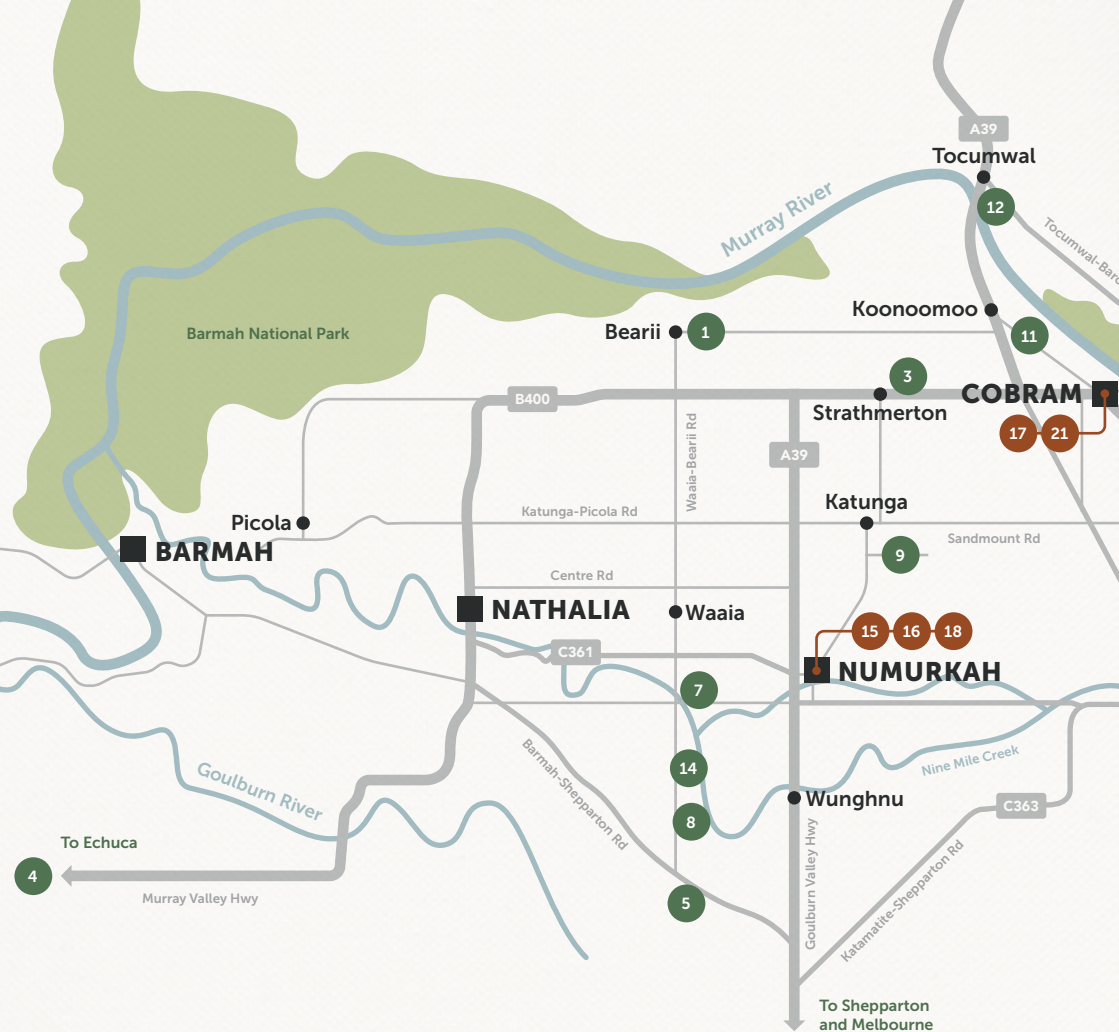 A39
Tocumwal
12
Murray River
Tocumwal-Baro
Koonoomoo
Barmah National Park
Bearii
1
11
3
B400
COBRAM
Strathmerton
17
21
A39
Waaia-Bearii Rd
Katunga
Picola
Katunga-Picola Rd
Sandmount Rd
BARMAH
9
Centre Rd
NATHALIA
Waaia
15
16
18
C361
NUMURKAH
7
Barmah-Shepparton Rd
14
Nine Mile Creek
Goulburn River
Wunghnu
C363
8
To Echuca
4
Murray Valley Hwy
Goulburn Valley Hwy
Katamatite-Shepparton Rd
5
To Shepparton
and Melbourne